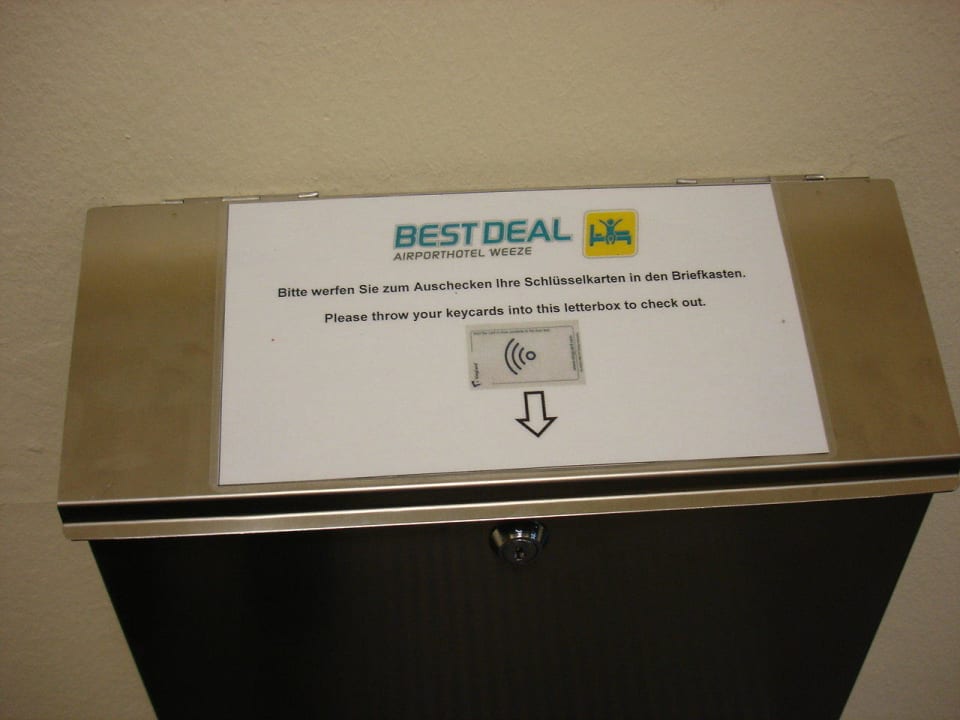 BEST DEAL
AIRPORTHOTEL WEEZE
Bitte werfen Sie zum Auschecken Ihre Schlüsselkarten in den Briefkasten.
Please throw your keycards into this letterbox to check out.